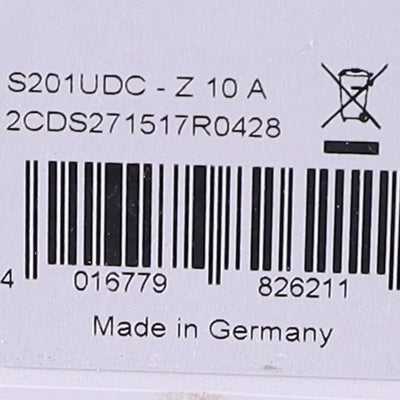 S201UDC - Z 10 A
2CDS271517R0428
4 016779 826211
Made in Germany